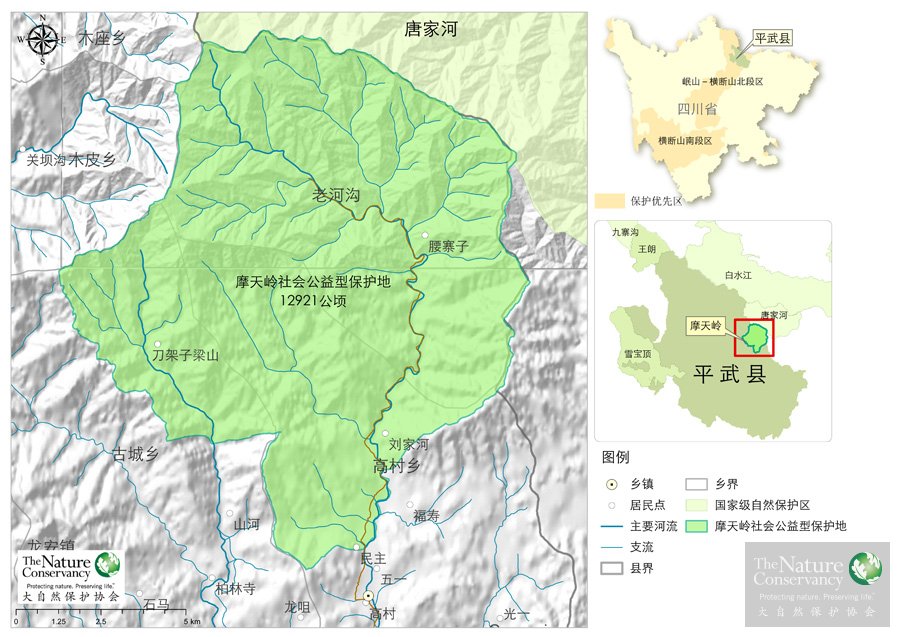 N
W E
S
木座乡
唐家河
关坝沟
木皮乡
老河沟
腰寨子
摩天岭社会公益型保护地
12921公顷
刀架子梁山
刘家河
高村乡
古城乡
福寿
山河
龙安镇
民主
五一
柏林寺
石马
龙咀
高村
光一
The Nature
Conservancy
Protecting nature. Preserving life.™
大自然保护协会
0 1.25 2.5 5 km
平武县
岷山－横断山北段区
四川省
横断山南段区
保护优先区
九寨沟
王朗
白水江
唐家河
摩天岭
雪宝顶
平武县
图例
乡镇
居民点
主要河流
支流
县界
乡界
国家级自然保护区
摩天岭社会公益型保护地
The Nature
Conservancy
Protecting nature. Preserving life.™
大自然保护协会